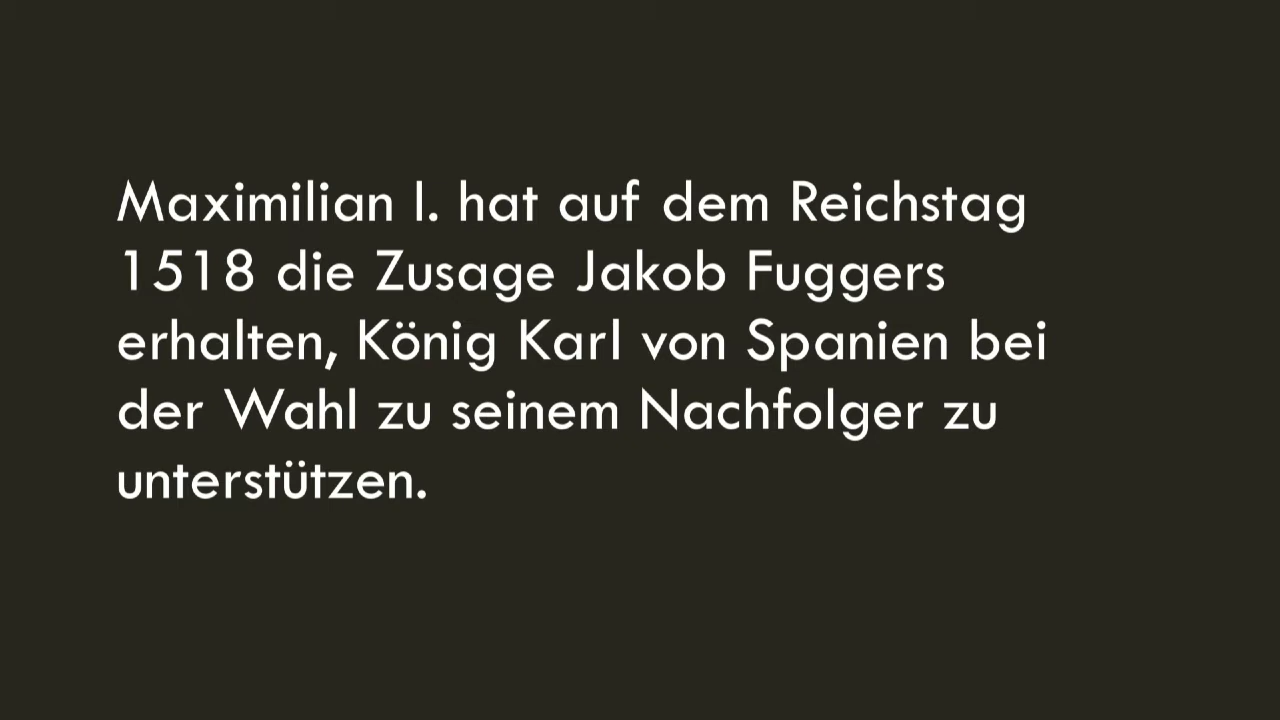 Maximilian I. hat auf dem Reichstag
1518 die Zusage Jakob Fuggers
erhalten, König Karl von Spanien bei
der Wahl zu seinem Nachfolger zu
unterstützen.